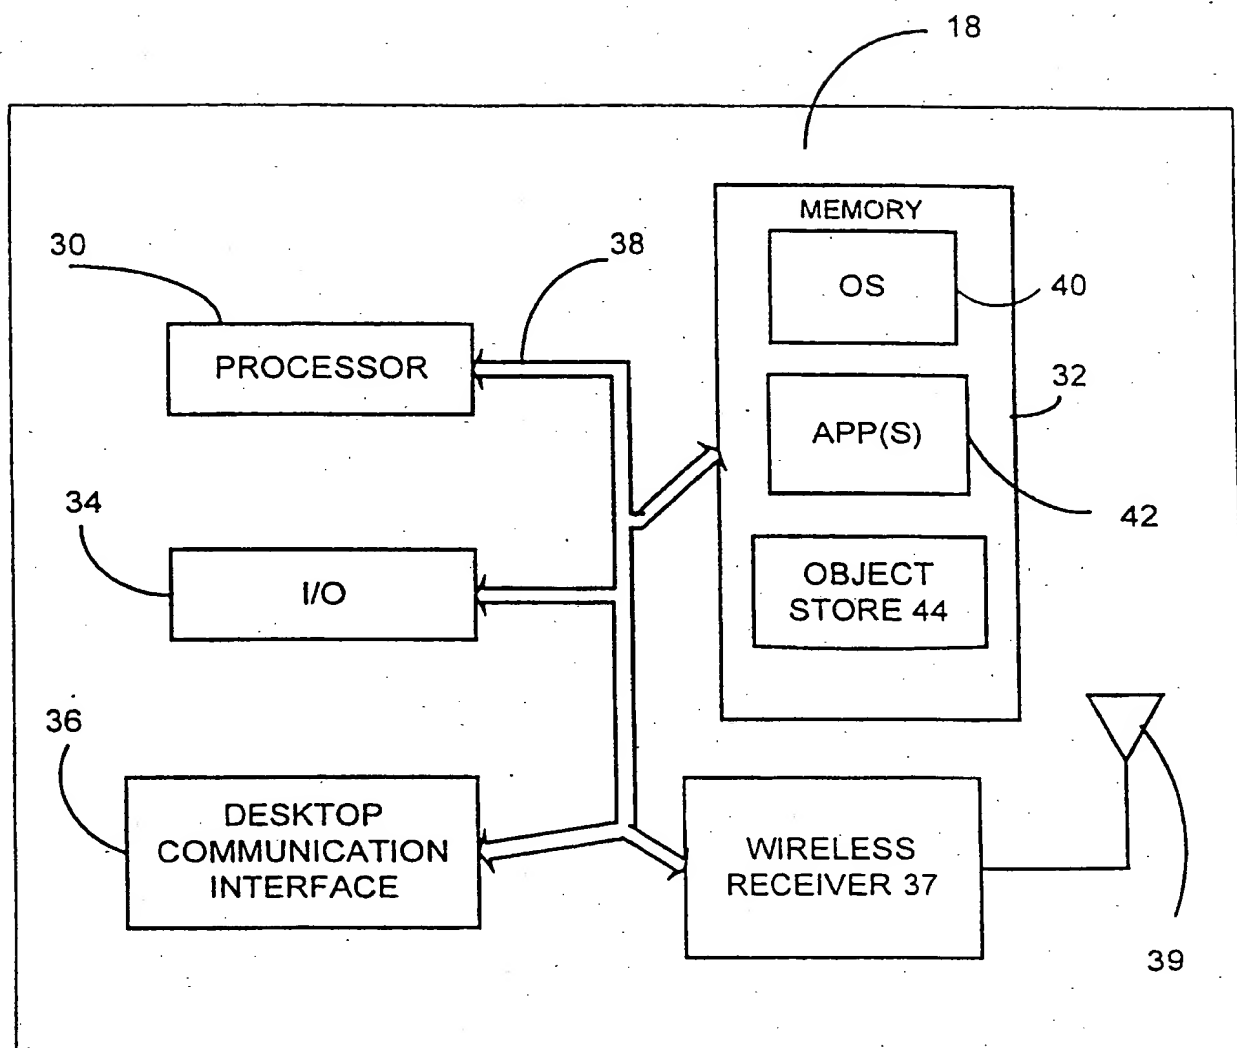 18
MEMORY
30
38
OS
40
PROCESSOR
32
APP(S)
34
42
I/O
OBJECT
STORE 44
36
DESKTOP
COMMUNICATION
INTERFACE
WIRELESS
RECEIVER 37
39